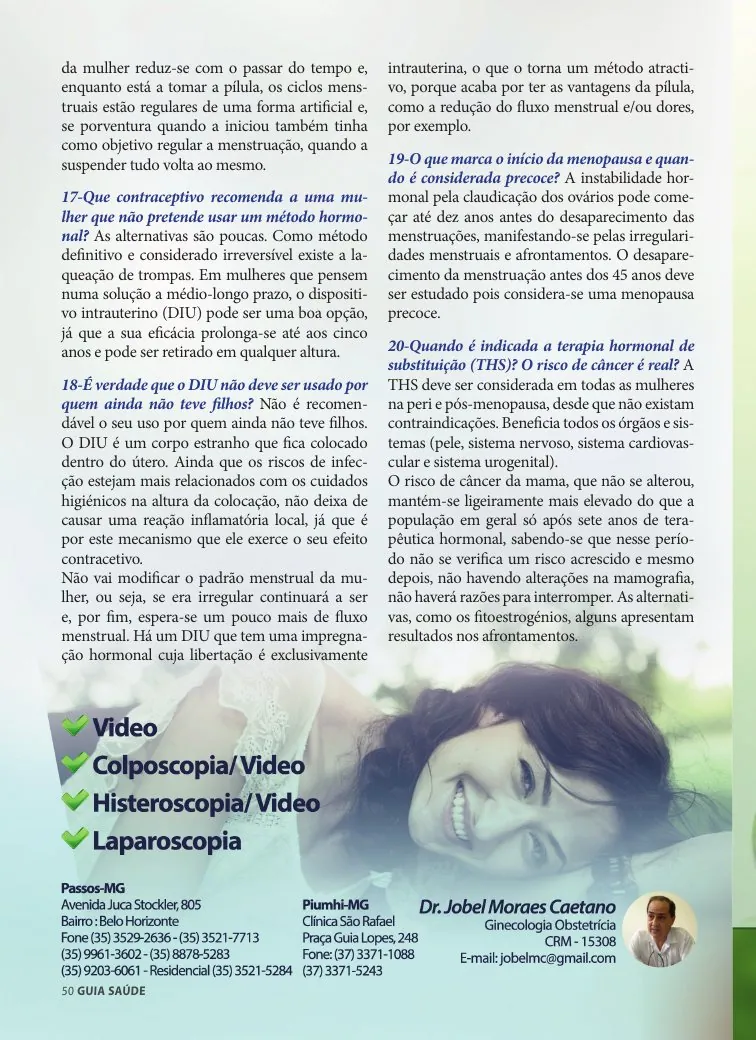 da mulher reduz-se com o passar do tempo e,
enquanto está a tomar a pílula, os ciclos mens-
truais estão regulares de uma forma artificial e,
se porventura quando a iniciou também tinha
como objetivo regular a menstruação, quando a
suspender tudo volta ao mesmo.
17-Que contraceptivo recomenda a uma mu-
lher que não pretende usar um método hormo-
nal? As alternativas são poucas. Como método
definitivo e considerado irreversível existe a la-
queação de trompas. Em mulheres que pensem
numa solução a médio-longo prazo, o dispositi-
vo intrauterino (DIU) pode ser uma boa opção,
já que a sua eficácia prolonga-se até aos cinco
anos e pode ser retirado em qualquer altura.
18-É verdade que o DIU não deve ser usado por
quem ainda não teve filhos? Não é recomen-
dável o seu uso por quem ainda não teve filhos.
O DIU é um corpo estranho que fica colocado
dentro do útero. Ainda que os riscos de infec-
ção estejam mais relacionados com os cuidados
higiénicos na altura da colocação, não deixa de
causar uma reação inflamatória local, já que é
por este mecanismo que ele exerce o seu efeito
contracetivo.
Não vai modificar o padrão menstrual da mu-
lher, ou seja, se era irregular continuará a ser
e, por fim, espera-se um pouco mais de fluxo
menstrual. Há um DIU que tem uma impregna-
ção hormonal cuja libertação é exclusivamente
intrauterina, o que o torna um método atracti-
vo, porque acaba por ter as vantagens da pílula,
como a redução do fluxo menstrual e/ou dores,
por exemplo.
19-O que marca o início da menopausa e quan-
do é considerada precoce? A instabilidade hor-
monal pela claudicação dos ovários pode come-
çar até dez anos antes do desaparecimento das
menstruações, manifestando-se pelas irregulari-
dades menstruais e afrontamentos. O desapare-
cimento da menstruação antes dos 45 anos deve
ser estudado pois considera-se uma menopausa
precoce.
20-Quando é indicada a terapia hormonal de
substituição (THS)? O risco de câncer é real? A
THS deve ser considerada em todas as mulheres
na peri e pós-menopausa, desde que não existam
contraindicações. Beneficia todos os órgãos e sis-
temas (pele, sistema nervoso, sistema cardiovas-
cular e sistema urogenital).
O risco de câncer da mama, que não se alterou,
mantém-se ligeiramente mais elevado do que a
população em geral só após sete anos de tera-
pêutica hormonal, sabendo-se que nesse perío-
do não se verifica um risco acrescido e mesmo
depois, não havendo alterações na mamografia,
não haverá razões para interromper. As alternati-
vas, como os fitoestrogénios, alguns apresentam
resultados nos afrontamentos.
Video
Colposcopia/ Video
Histeroscopia/ Video
Laparoscopia
Passos-MG
Avenida Juca Stockler, 805
Bairro : Belo Horizonte
Fone (35) 3529-2636 - (35) 3521-7713
(35) 9961-3602 - (35) 8878-5283
(35) 9203-6061 - Residencial (35) 3521-5284
Piumhi-MG
Clínica São Rafael
Praça Guia Lopes, 248
Fone: (37) 3371-1088
(37) 3371-5243
Dr. Jobel Moraes Caetano
Ginecologia Obstetrícia
CRM - 15308
E-mail: jobelmc@gmail.com
50 GUIA SAÚDE